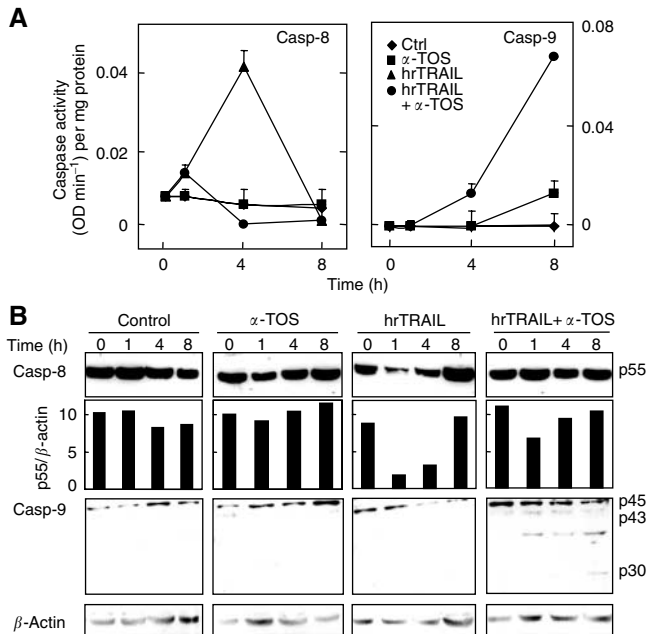 A
Casp-8
Casp-9
0.08
Ctrl
α-TOS
hrTRAIL
hrTRAIL
+ α-TOS
0.04
0.04
0.02
0
0
Caspase activity
(OD min⁻¹) per mg protein
0 4 8
0 4 8
Time (h)
B
Control
α-TOS
hrTRAIL
hrTRAIL+ α-TOS
Time (h) 0 1 4 8 0 1 4 8 0 1 4 8 0 1 4 8
Casp-8 p55
p55/β-actin
10
5
0
Casp-9 p45
p43
p30
β-Actin